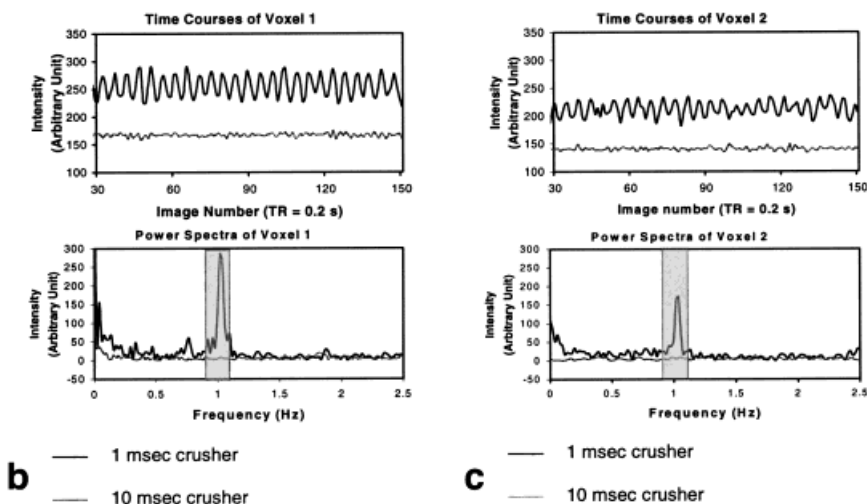 Time Courses of Voxel 1
350
300
250
200
150
100
Intensity
(Arbitrary Unit)
30 60 90 120 150
Image Number (TR = 0.2 s)
Power Spectra of Voxel 1
300
250
200
150
100
50
0
-50
Intensity
(Arbitrary Unit)
0 0.5 1 1.5 2 2.5
Frequency (Hz)
b
1 msec crusher
10 msec crusher
Time Courses of Voxel 2
350
300
250
200
150
100
Intensity
(Arbitrary Unit)
30 60 90 120 150
Image number (TR = 0.2 s)
Power Spectra of Voxel 2
300
250
200
150
100
50
0
-50
Intensity
(Arbitrary Unit)
0 0.5 1 1.5 2 2.5
Frequency (Hz)
c
1 msec crusher
10 msec crusher